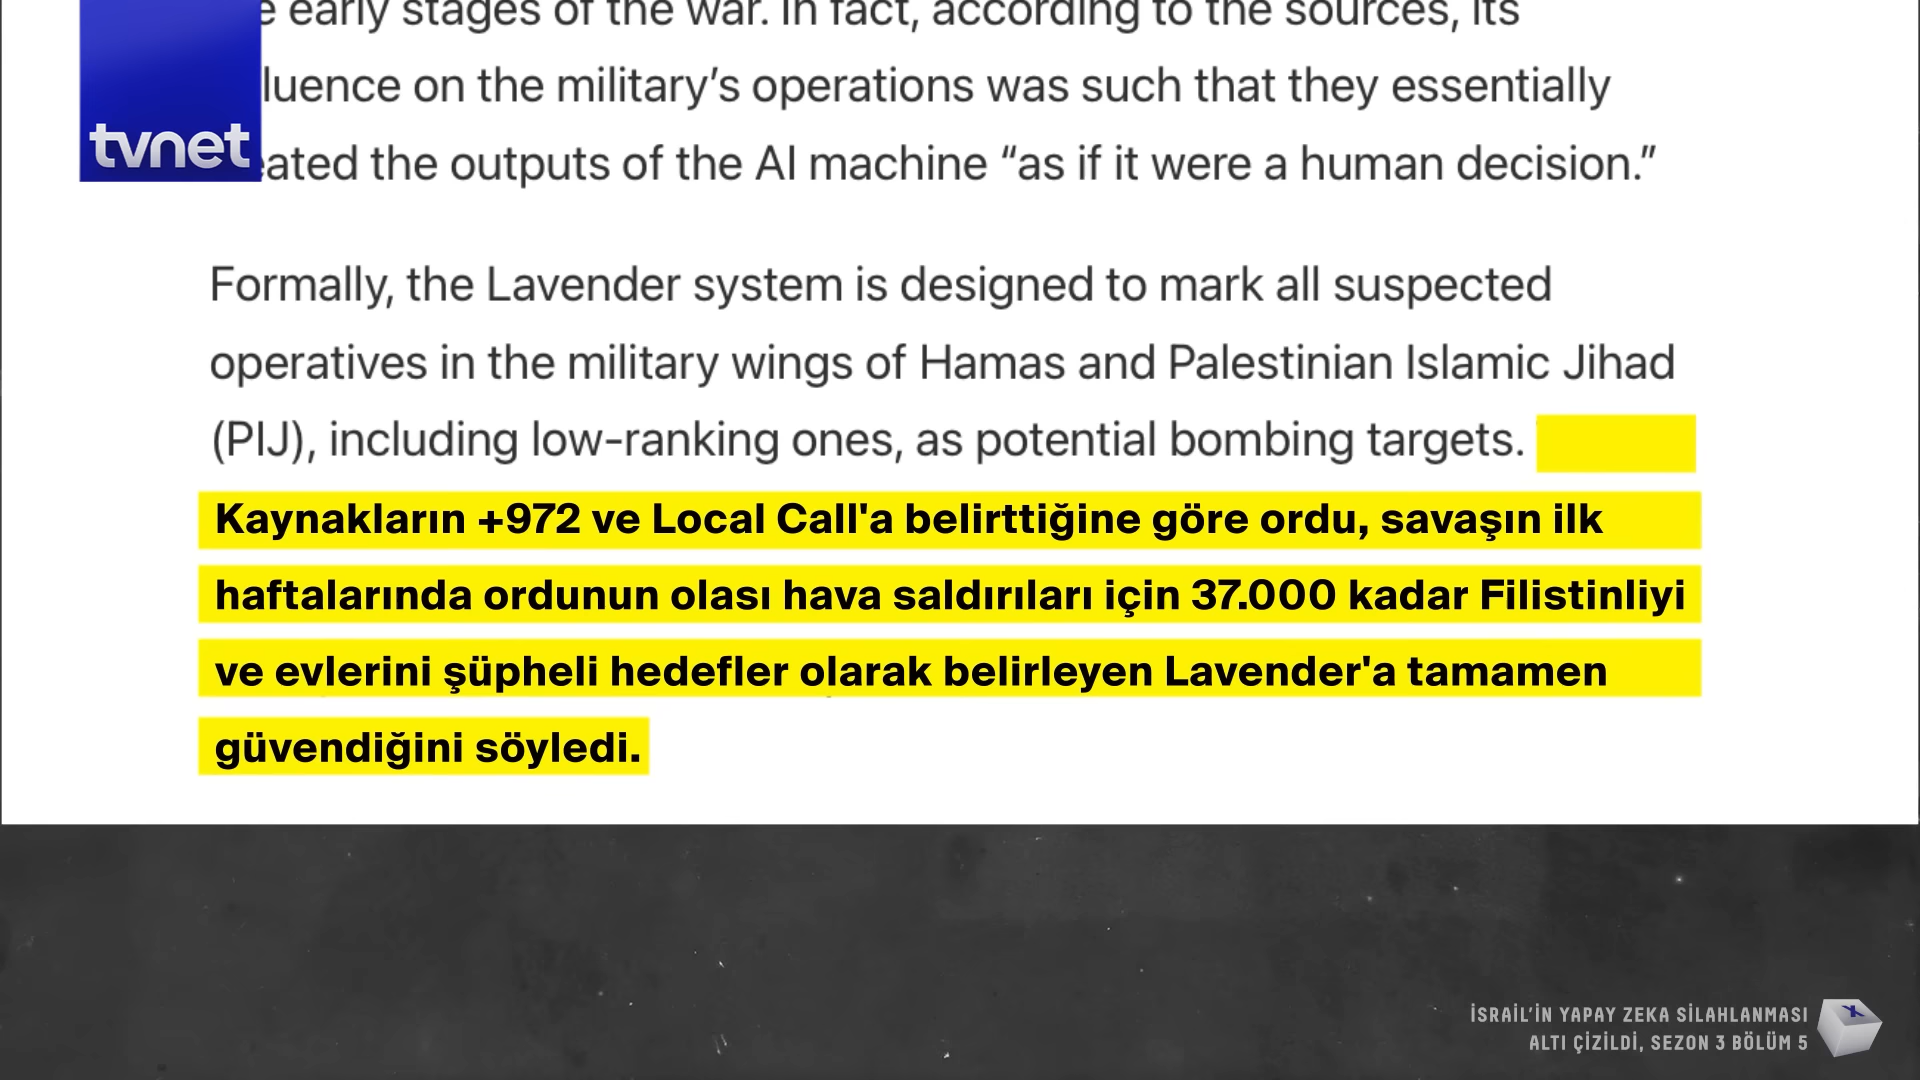 early stages of the war. In fact, according to the sources, its
tvnet
luence on the military’s operations was such that they essentially
eated the outputs of the AI machine “as if it were a human decision.”
Formally, the Lavender system is designed to mark all suspected
operatives in the military wings of Hamas and Palestinian Islamic Jihad
(PIJ), including low-ranking ones, as potential bombing targets.
Kaynakların +972 ve Local Call'a belirttiğine göre ordu, savaşın ilk
haftalarında ordunun olası hava saldırıları için 37.000 kadar Filistinliyi
ve evlerini şüpheli hedefler olarak belirleyen Lavender'a tamamen
güvendiğini söyledi.
İSRAİL’İN YAPAY ZEKA SİLAHLANMASI
ALTI ÇİZİLDİ, SEZON 3 BÖLÜM 5